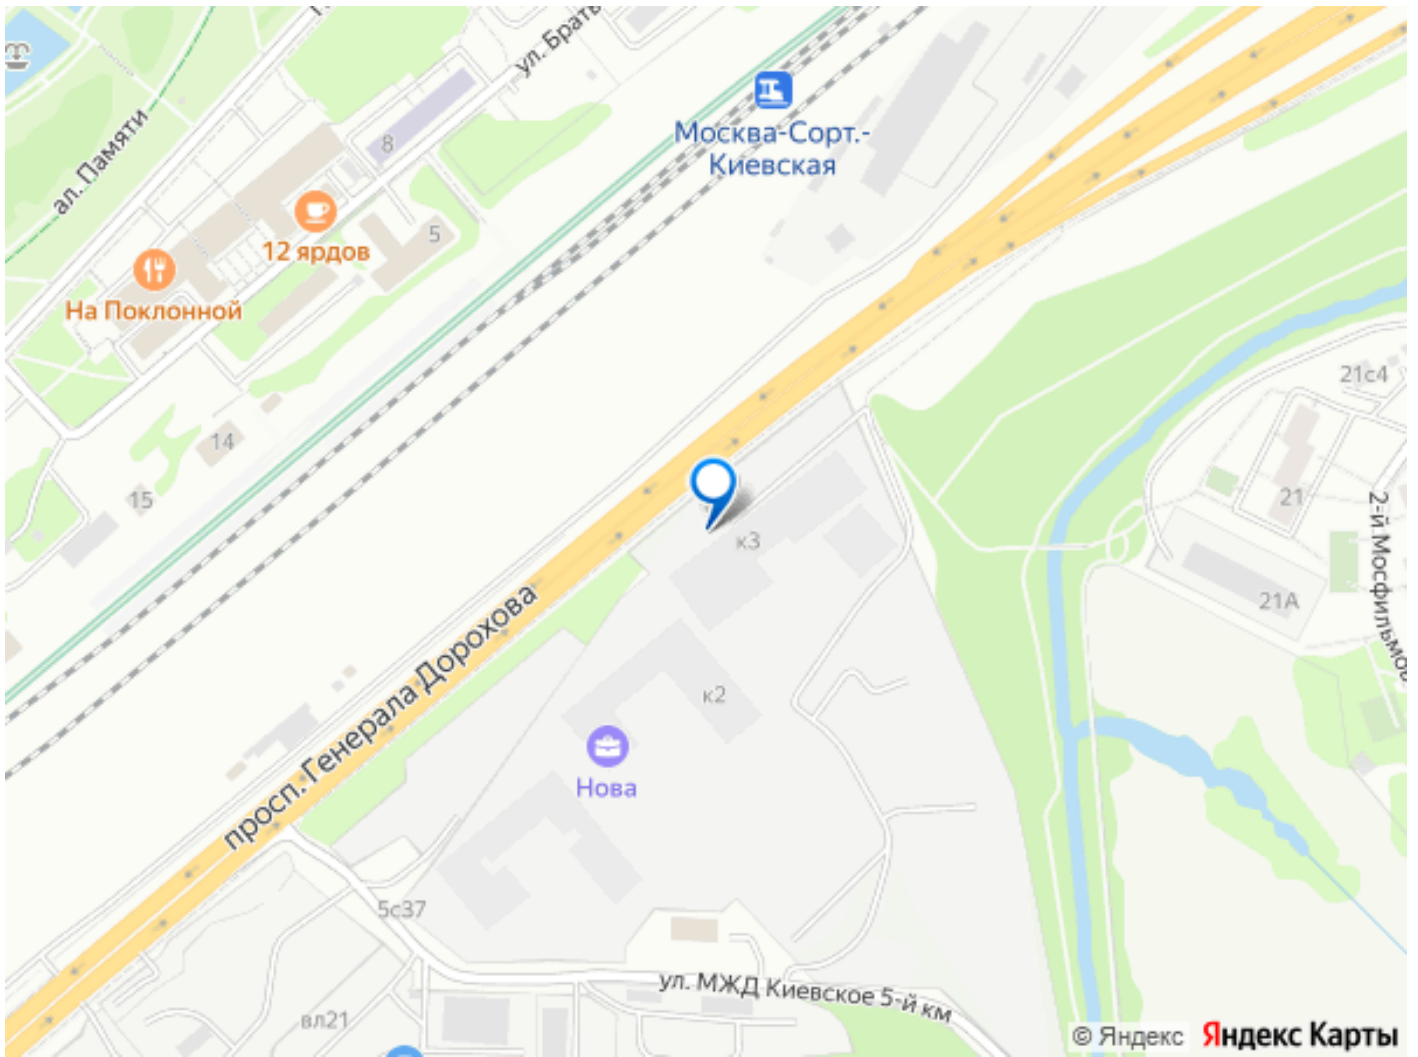 ул. Брать
Москва-Сорт.-
Киевская
ал. Памяти
8
5
12 ярдов
На Поклонной
14
15
21с4
21
2-й Мосфильмов
21А
к3
просп. Генерала Дорохова
к2
Нова
5с37
ул. МЖД Киевское 5-й км
вл21
© Яндекс Яндекс Карты